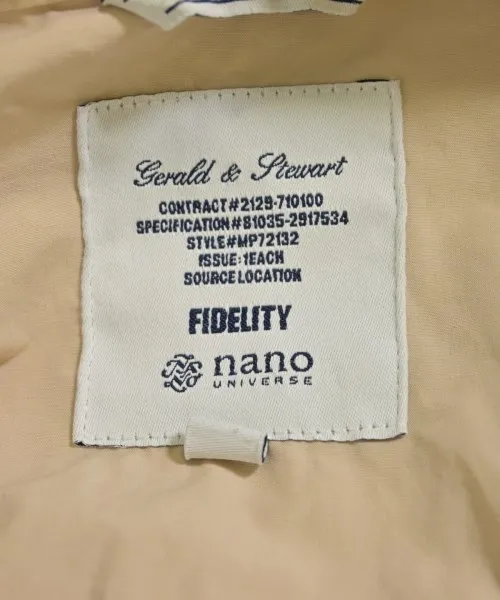 Gerald & Stewart
CONTRACT#2129-710100
SPECIFICATION#81035-2917534
STYLE#MP72132
ISSUE:1EACH
SOURCE LOCATION
FIDELITY
nano
UNIVERSE